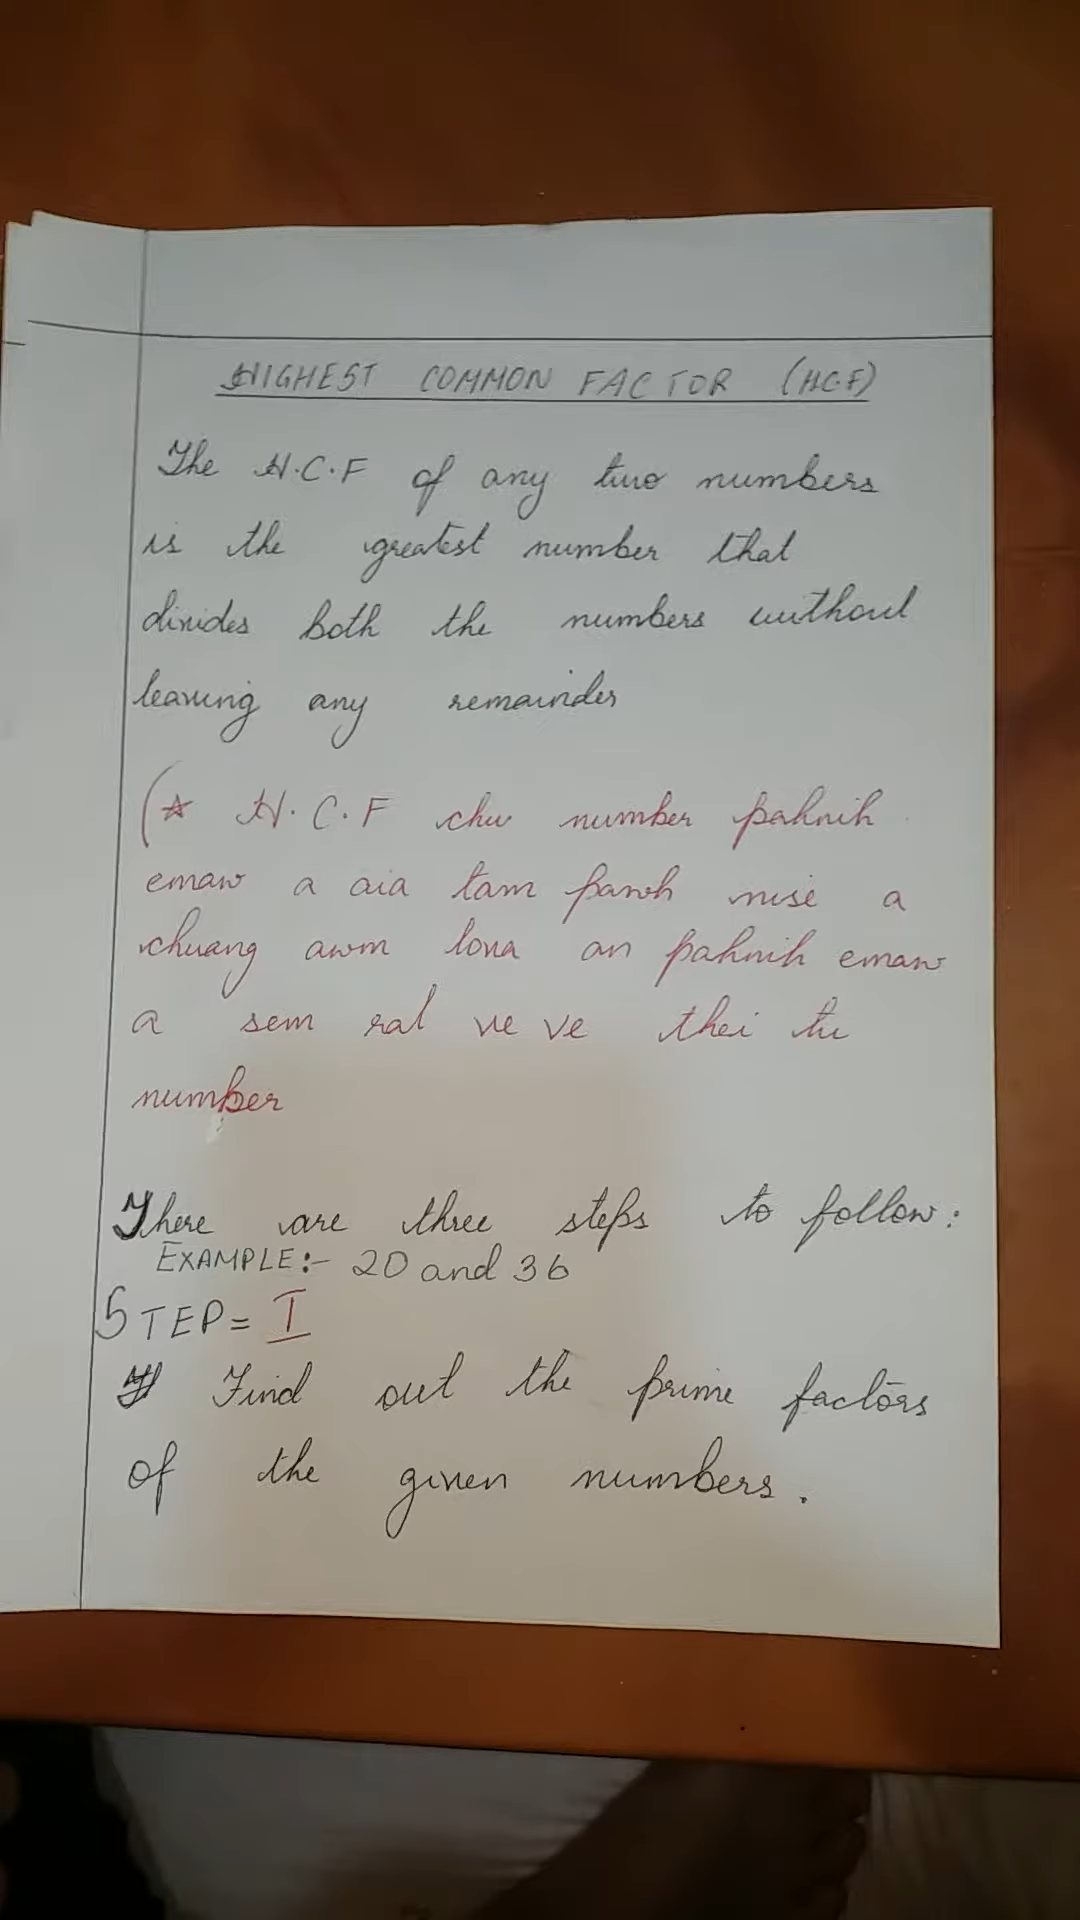 HIGHEST COMMON FACTOR (HCF)
The H.C.F of any two numbers
is the greatest number that
divides both the numbers without
leaving any remainder
(☆ H.C.F chu number pahnih
emaw a aia tam pawh nise a
chuang awm lova an pahnih emaw
a sem ral ve ve thei tu
number
There are three steps to follow:
EXAMPLE:- 20 and 36
STEP = I
Find out the prime factors
of the given numbers.